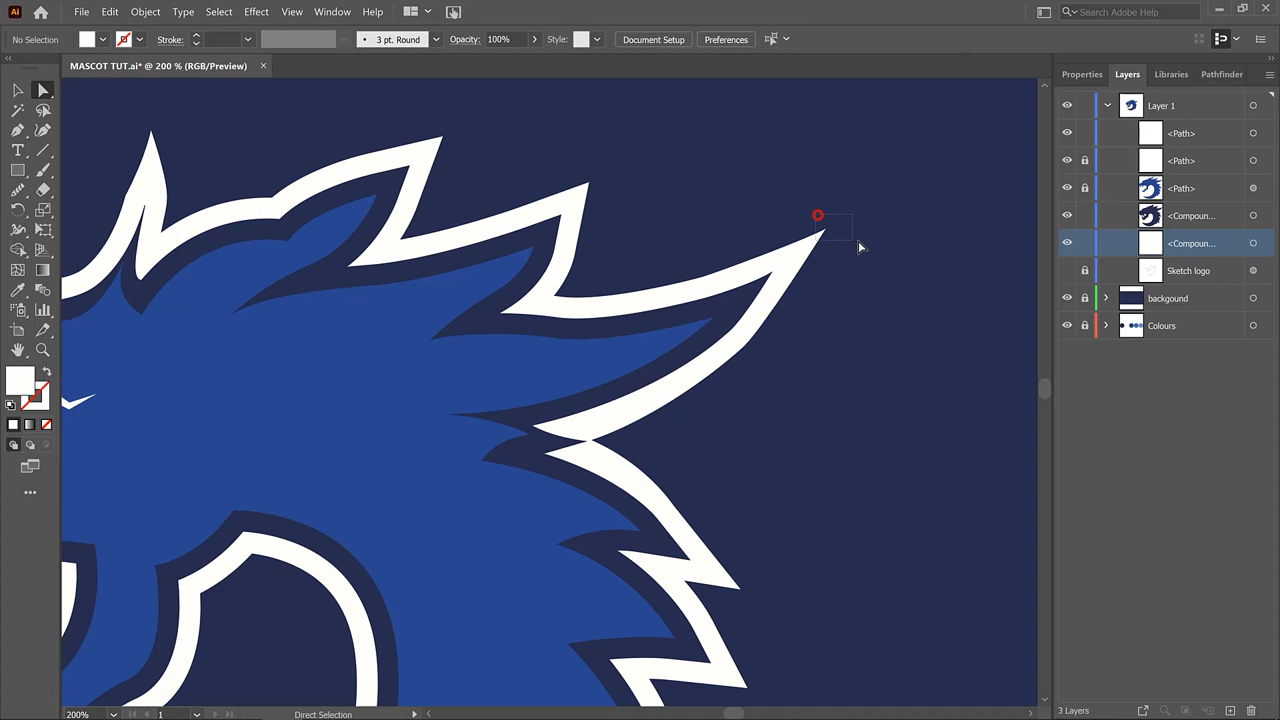 Ai File Edit Object Type Select Effect View Window Help Search Adobe Help
No Selection Stroke: 3 pt. Round Opacity: 100% Style: Document Setup Preferences
MASCOT TUT.ai* @ 200 % (RGB/Preview) ×
Properties Layers Libraries Pathfinder
Layer 1
<Path>
<Path>
<Path>
<Compoun...
<Compoun...
Sketch logo
backgound
Colours
T
200% 1 Direct Selection
3 Layers